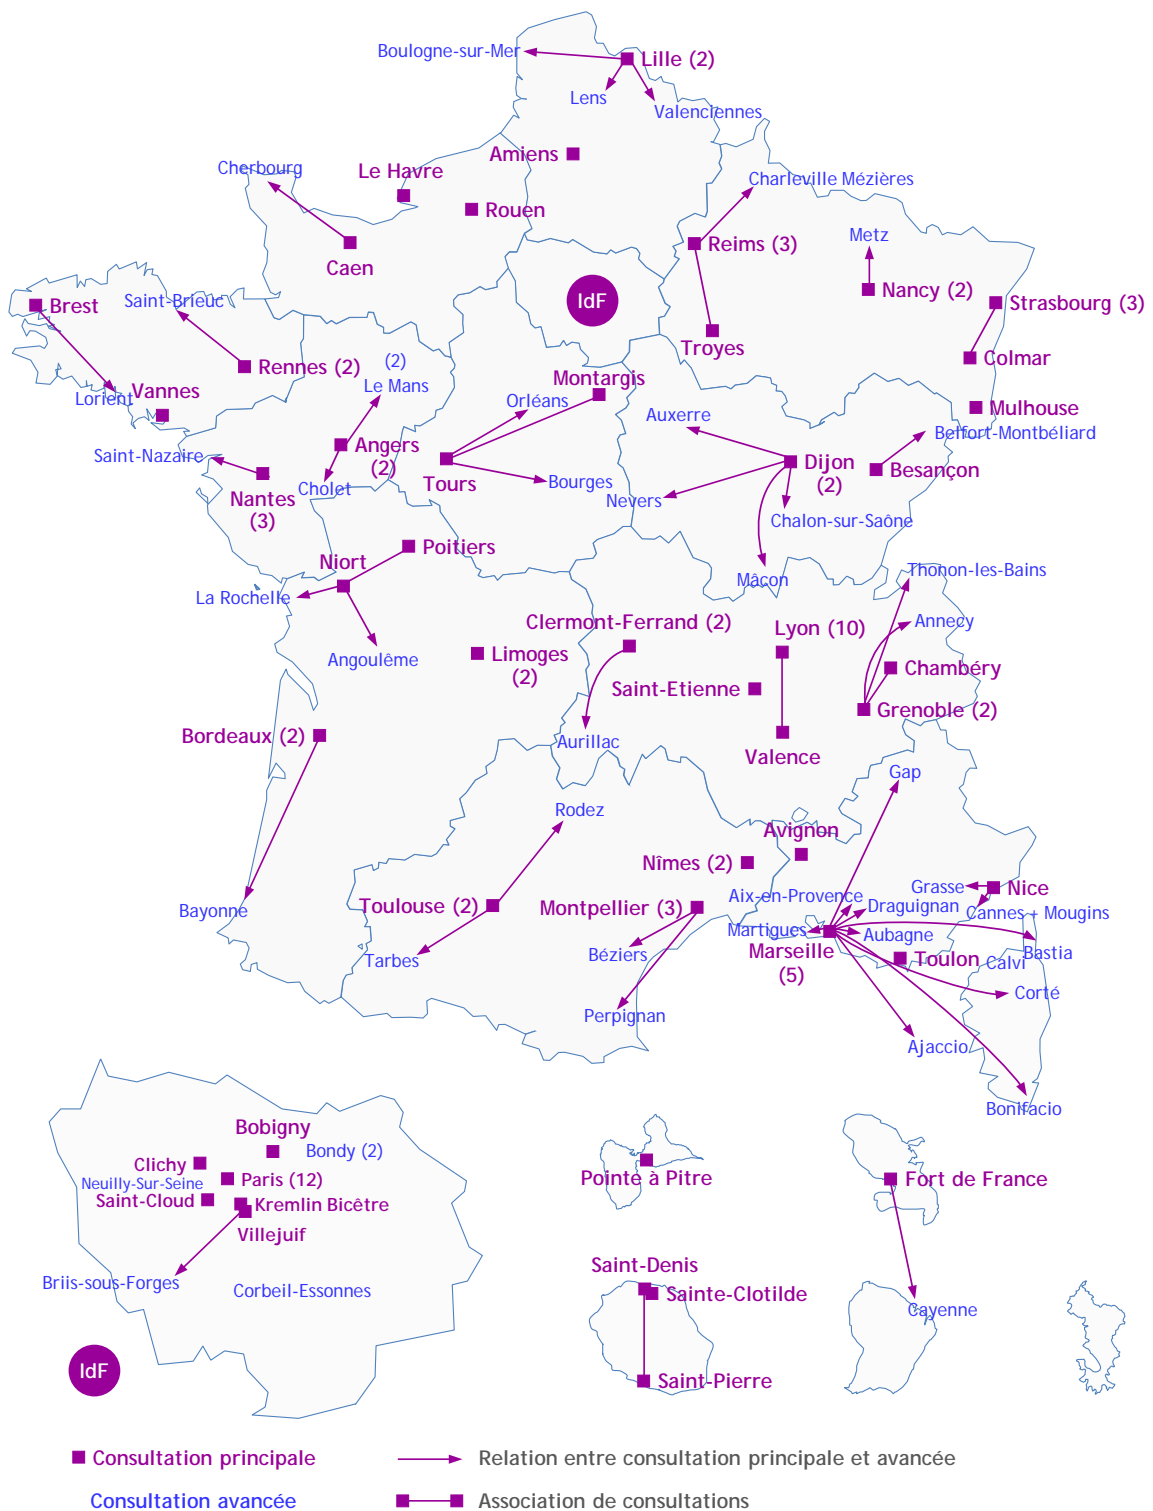 Boulogne-sur-Mer
Lille (2)
Lens
Valenciennes
Amiens
Cherbourg
Le Havre
Charleville Mézières
Rouen
Caen
Reims (3)
Metz
Nancy (2)
Strasbourg (3)
IdF
Brest
Saint-Brieuc
Troyes
Colmar
Rennes (2)
(2)
Le Mans
Montargis
Orléans
Lorient
Vannes
Auxerre
Mulhouse
Belfort-Montbéliard
Saint-Nazaire
Angers
(2)
Tours
Dijon
(2)
Besançon
Nantes
(3)
Cholet
Bourges
Nevers
Chalon-sur-Saône
Poitiers
Niort
Mâcon
Thonon-les-Bains
La Rochelle
Clermont-Ferrand (2)
Lyon (10)
Annecy
Angoulême
Limoges
(2)
Chambéry
Saint-Etienne
Grenoble (2)
Bordeaux (2)
Aurillac
Valence
Gap
Rodez
Avignon
Nîmes (2)
Aix-en-Provence
Grasse
Nice
Bayonne
Toulouse (2)
Montpellier (3)
Draguignan
Cannes + Mougins
Martigues
Aubagne
Tarbes
Béziers
Marseille
(5)
Toulon
Calvi
Bastia
Corté
Perpignan
Ajaccio
Bonifacio
Bobigny
Bondy (2)
Clichy
Neuilly-Sur-Seine
Paris (12)
Saint-Cloud
Kremlin Bicêtre
Villejuif
Briis-sous-Forges
Corbeil-Essonnes
IdF
Pointe à Pitre
Fort de France
Saint-Denis
Sainte-Clotilde
Cayenne
Saint-Pierre
Consultation principale
Relation entre consultation principale et avancée
Consultation avancée
Association de consultations